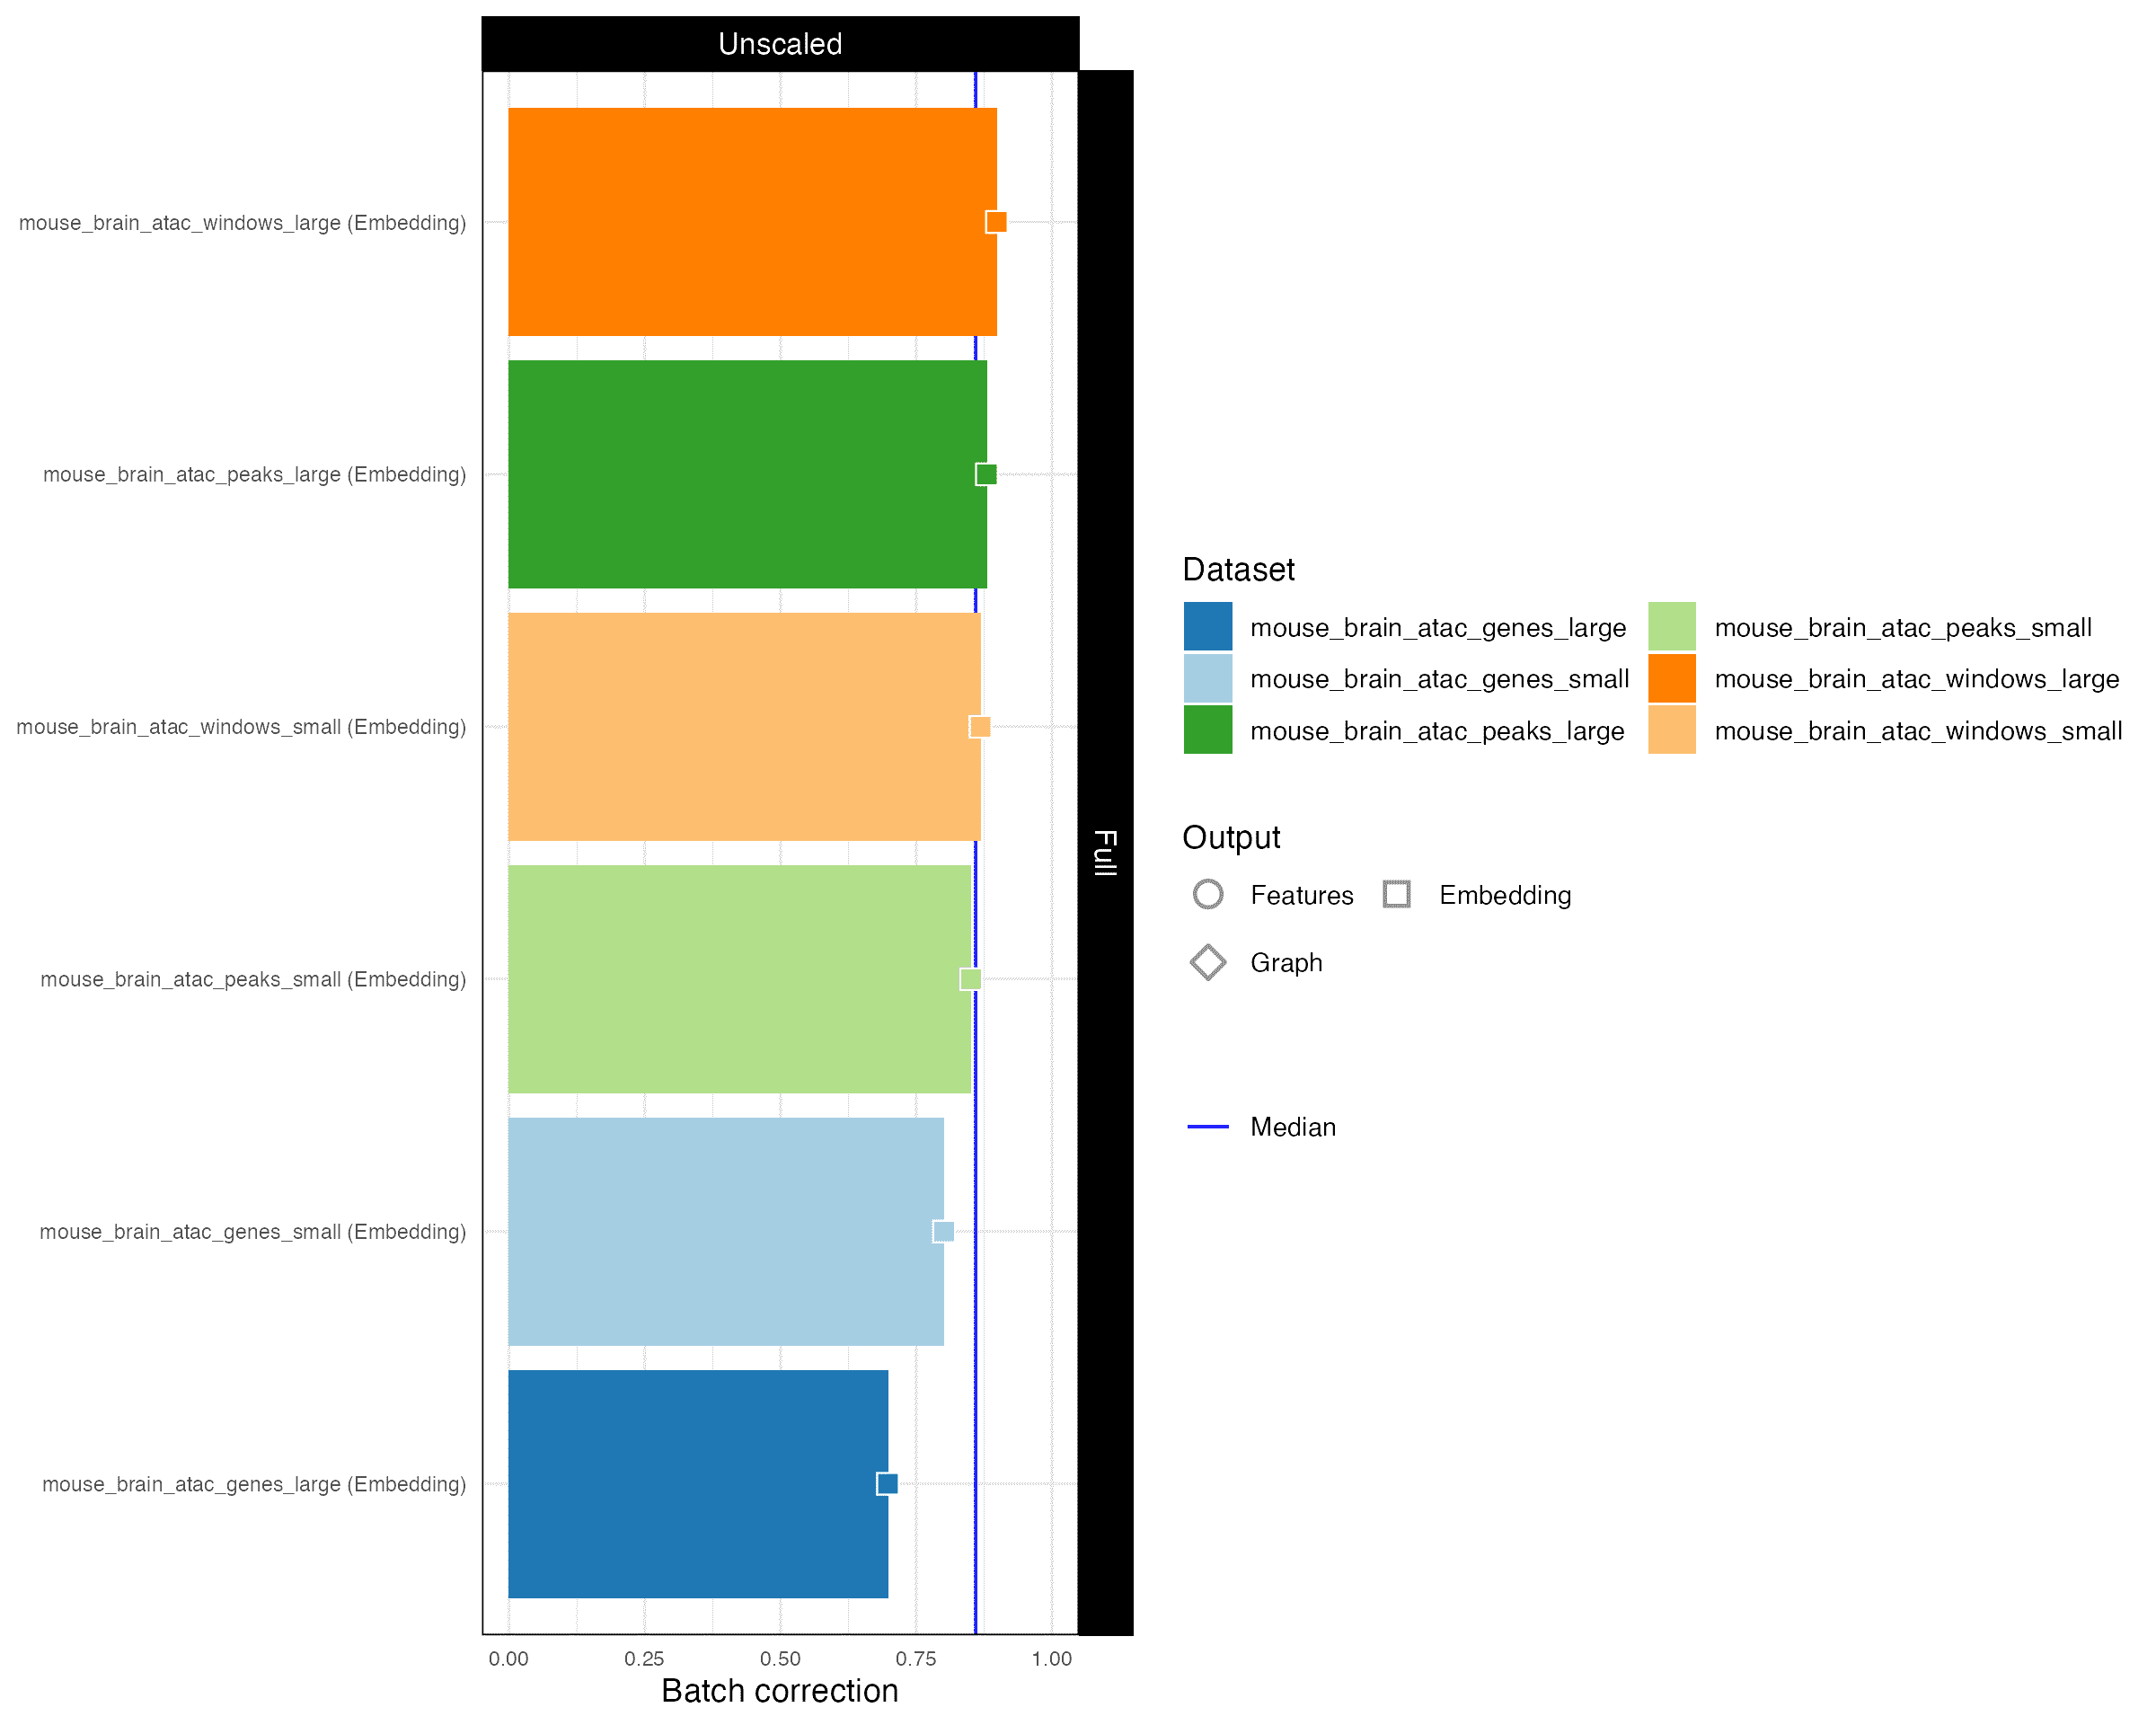 Unscaled
mouse_brain_atac_windows_large (Embedding)
mouse_brain_atac_peaks_large (Embedding)
mouse_brain_atac_windows_small (Embedding)
mouse_brain_atac_peaks_small (Embedding)
mouse_brain_atac_genes_small (Embedding)
mouse_brain_atac_genes_large (Embedding)
0.00 0.25 0.50 0.75 1.00
Batch correction
Full
Dataset
mouse_brain_atac_genes_large mouse_brain_atac_peaks_small
mouse_brain_atac_genes_small mouse_brain_atac_windows_large
mouse_brain_atac_peaks_large mouse_brain_atac_windows_small
Output
Features Embedding
Graph
Median